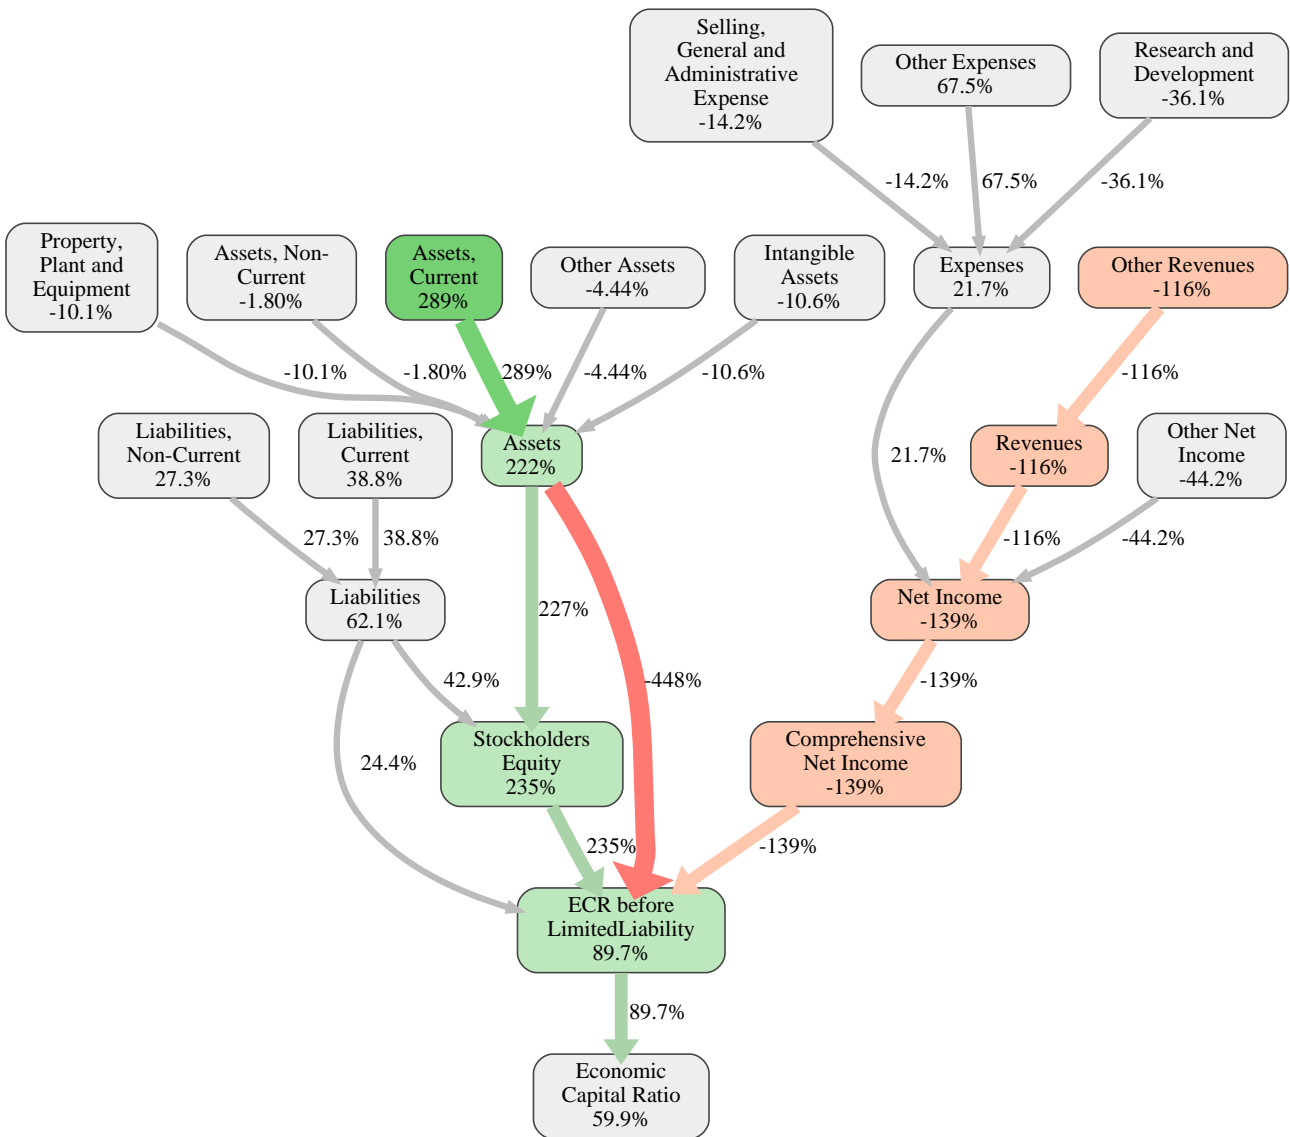 Selling,
General and
Administrative
Expense
-14.2%
Other Expenses
67.5%
Research and
Development
-36.1%
-14.2%
67.5%
-36.1%
Property,
Plant and
Equipment
-10.1%
Assets, Non-
Current
-1.80%
Assets,
Current
289%
Other Assets
-4.44%
Intangible
Assets
-10.6%
Expenses
21.7%
Other Revenues
-116%
-10.1%
-1.80%
289%
-4.44%
-10.6%
-116%
Liabilities,
Non-Current
27.3%
Liabilities,
Current
38.8%
Assets
222%
21.7%
Revenues
-116%
Other Net
Income
-44.2%
27.3%
38.8%
-116%
-44.2%
Liabilities
62.1%
227%
Net Income
-139%
42.9%
-448%
-139%
24.4%
Stockholders
Equity
235%
Comprehensive
Net Income
-139%
235%
-139%
ECR before
LimitedLiability
89.7%
89.7%
Economic
Capital Ratio
59.9%